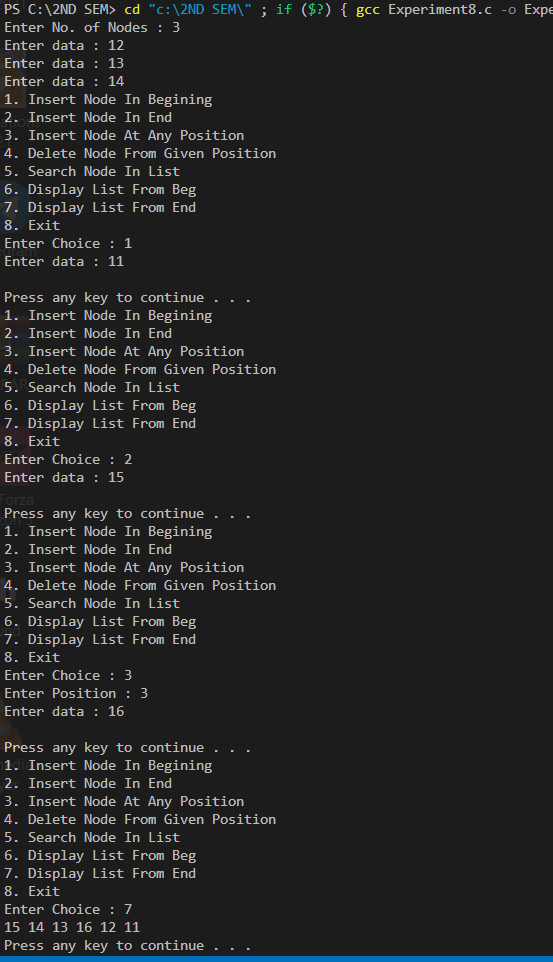 PS C:\2ND SEM> cd "c:\2ND SEM\" ; if ($?) { gcc Experiment8.c -o Expe
Enter No. of Nodes : 3
Enter data : 12
Enter data : 13
Enter data : 14
1. Insert Node In Begining
2. Insert Node In End
3. Insert Node At Any Position
4. Delete Node From Given Position
5. Search Node In List
6. Display List From Beg
7. Display List From End
8. Exit
Enter Choice : 1
Enter data : 11

Press any key to continue . . .
1. Insert Node In Begining
2. Insert Node In End
3. Insert Node At Any Position
4. Delete Node From Given Position
5. Search Node In List
6. Display List From Beg
7. Display List From End
8. Exit
Enter Choice : 2
Enter data : 15

Press any key to continue . . .
1. Insert Node In Begining
2. Insert Node In End
3. Insert Node At Any Position
4. Delete Node From Given Position
5. Search Node In List
6. Display List From Beg
7. Display List From End
8. Exit
Enter Choice : 3
Enter Position : 3
Enter data : 16

Press any key to continue . . .
1. Insert Node In Begining
2. Insert Node In End
3. Insert Node At Any Position
4. Delete Node From Given Position
5. Search Node In List
6. Display List From Beg
7. Display List From End
8. Exit
Enter Choice : 7
15 14 13 16 12 11
Press any key to continue . . .